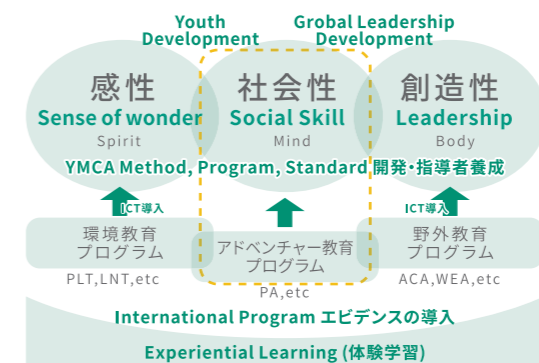 Youth
Development
Grobal Leadership
Development
感性
Sense of wonder
Spirit
社会性
Social Skill
Mind
創造性
Leadership
Body
YMCA Method, Program, Standard 開発・指導者養成
ICT導入
ICT導入
環境教育
プログラム
PLT,LNT,etc
アドベンチャー教育
プログラム
PA,etc
野外教育
プログラム
ACA,WEA,etc
International Program エビデンスの導入
Experiential Learning (体験学習)